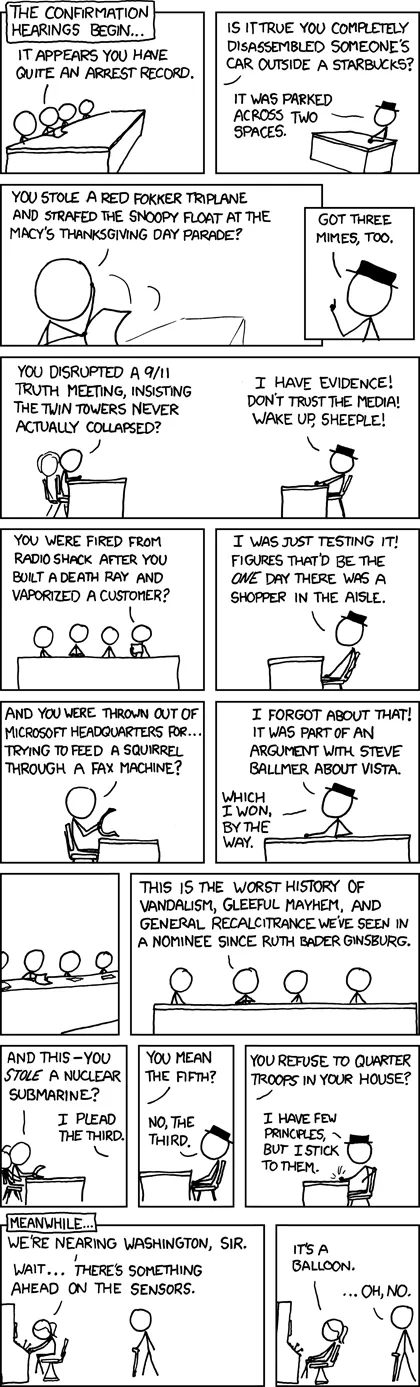 THE CONFIRMATION
HEARINGS BEGIN...
IT APPEARS YOU HAVE
QUITE AN ARREST RECORD.
IS IT TRUE YOU COMPLETELY
DISASSEMBLED SOMEONE'S
CAR OUTSIDE A STARBUCKS?
IT WAS PARKED
ACROSS TWO
SPACES.
YOU STOLE A RED FOKKER TRIPLANE
AND STRAFED THE SNOOPY FLOAT AT THE
MACY'S THANKSGIVING DAY PARADE?
GOT THREE
MIMES, TOO.
YOU DISRUPTED A 9/11
TRUTH MEETING, INSISTING
THE TWIN TOWERS NEVER
ACTUALLY COLLAPSED?
I HAVE EVIDENCE!
DON'T TRUST THE MEDIA!
WAKE UP, SHEEPLE!
YOU WERE FIRED FROM
RADIO SHACK AFTER YOU
BUILT A DEATH RAY AND
VAPORIZED A CUSTOMER?
I WAS JUST TESTING IT!
FIGURES THAT'D BE THE
ONE DAY THERE WAS A
SHOPPER IN THE AISLE.
AND YOU WERE THROWN OUT OF
MICROSOFT HEADQUARTERS FOR...
TRYING TO FEED A SQUIRREL
THROUGH A FAX MACHINE?
I FORGOT ABOUT THAT!
IT WAS PART OF AN
ARGUMENT WITH STEVE
BALLMER ABOUT VISTA.
WHICH
I WON,
BY THE
WAY.
THIS IS THE WORST HISTORY OF
VANDALISM, GLEEFUL MAYHEM, AND
GENERAL RECALCITRANCE WE'VE SEEN IN
A NOMINEE SINCE RUTH BADER GINSBURG.
AND THIS—YOU
STOLE A NUCLEAR
SUBMARINE?
I PLEAD
THE THIRD.
YOU MEAN
THE FIFTH?
NO, THE
THIRD.
YOU REFUSE TO QUARTER
TROOPS IN YOUR HOUSE?
I HAVE FEW
PRINCIPLES,
BUT I STICK
TO THEM.
MEANWHILE...
WE'RE NEARING WASHINGTON, SIR.
WAIT... THERE'S SOMETHING
AHEAD ON THE SENSORS.
IT'S A
BALLOON.
...OH, NO.